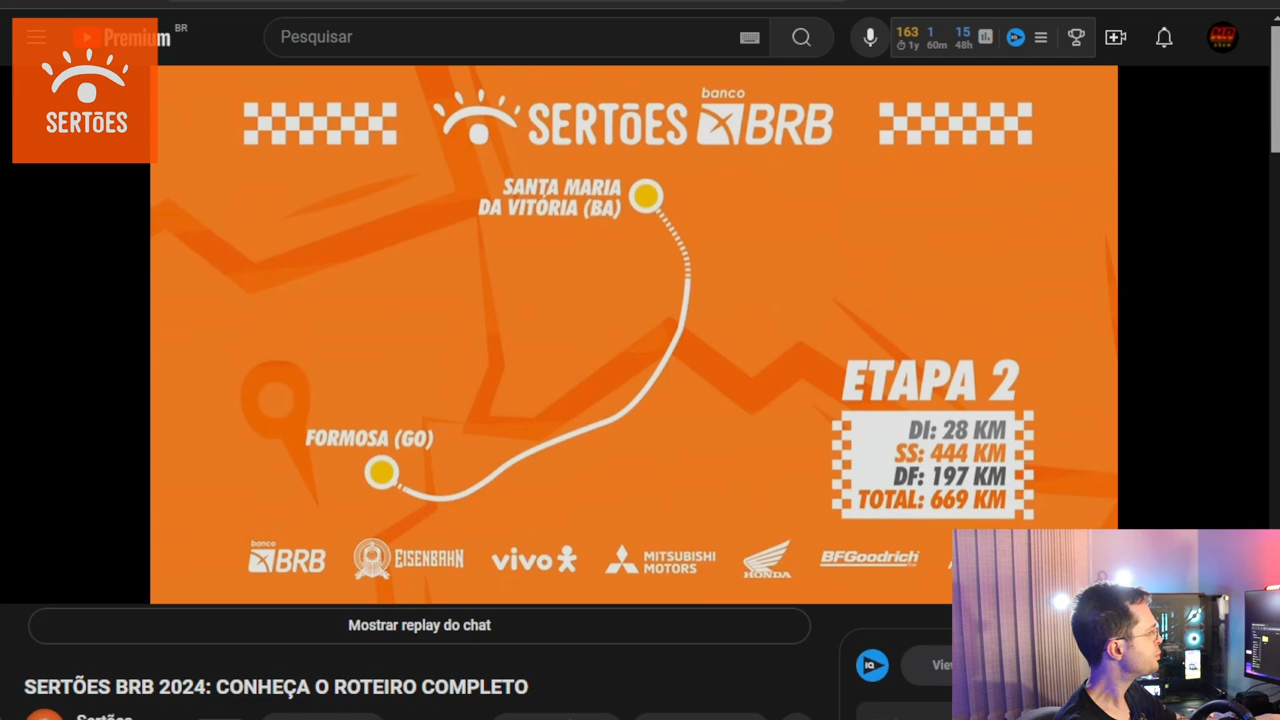 Premium BR
Pesquisar
163 1 15
1y 60m 48h
SERTÕES
SERTÕES banco BRB
SANTA MARIA
DA VITÓRIA (BA)
FORMOSA (GO)
ETAPA 2
DI: 28 KM
SS: 444 KM
DF: 197 KM
TOTAL: 669 KM
banco BRB
EISENBAHN
vivo
MITSUBISHI
MOTORS
HONDA
BFGoodrich
Mostrar replay do chat
IQ
SERTÕES BRB 2024: CONHEÇA O ROTEIRO COMPLETO
Sertões